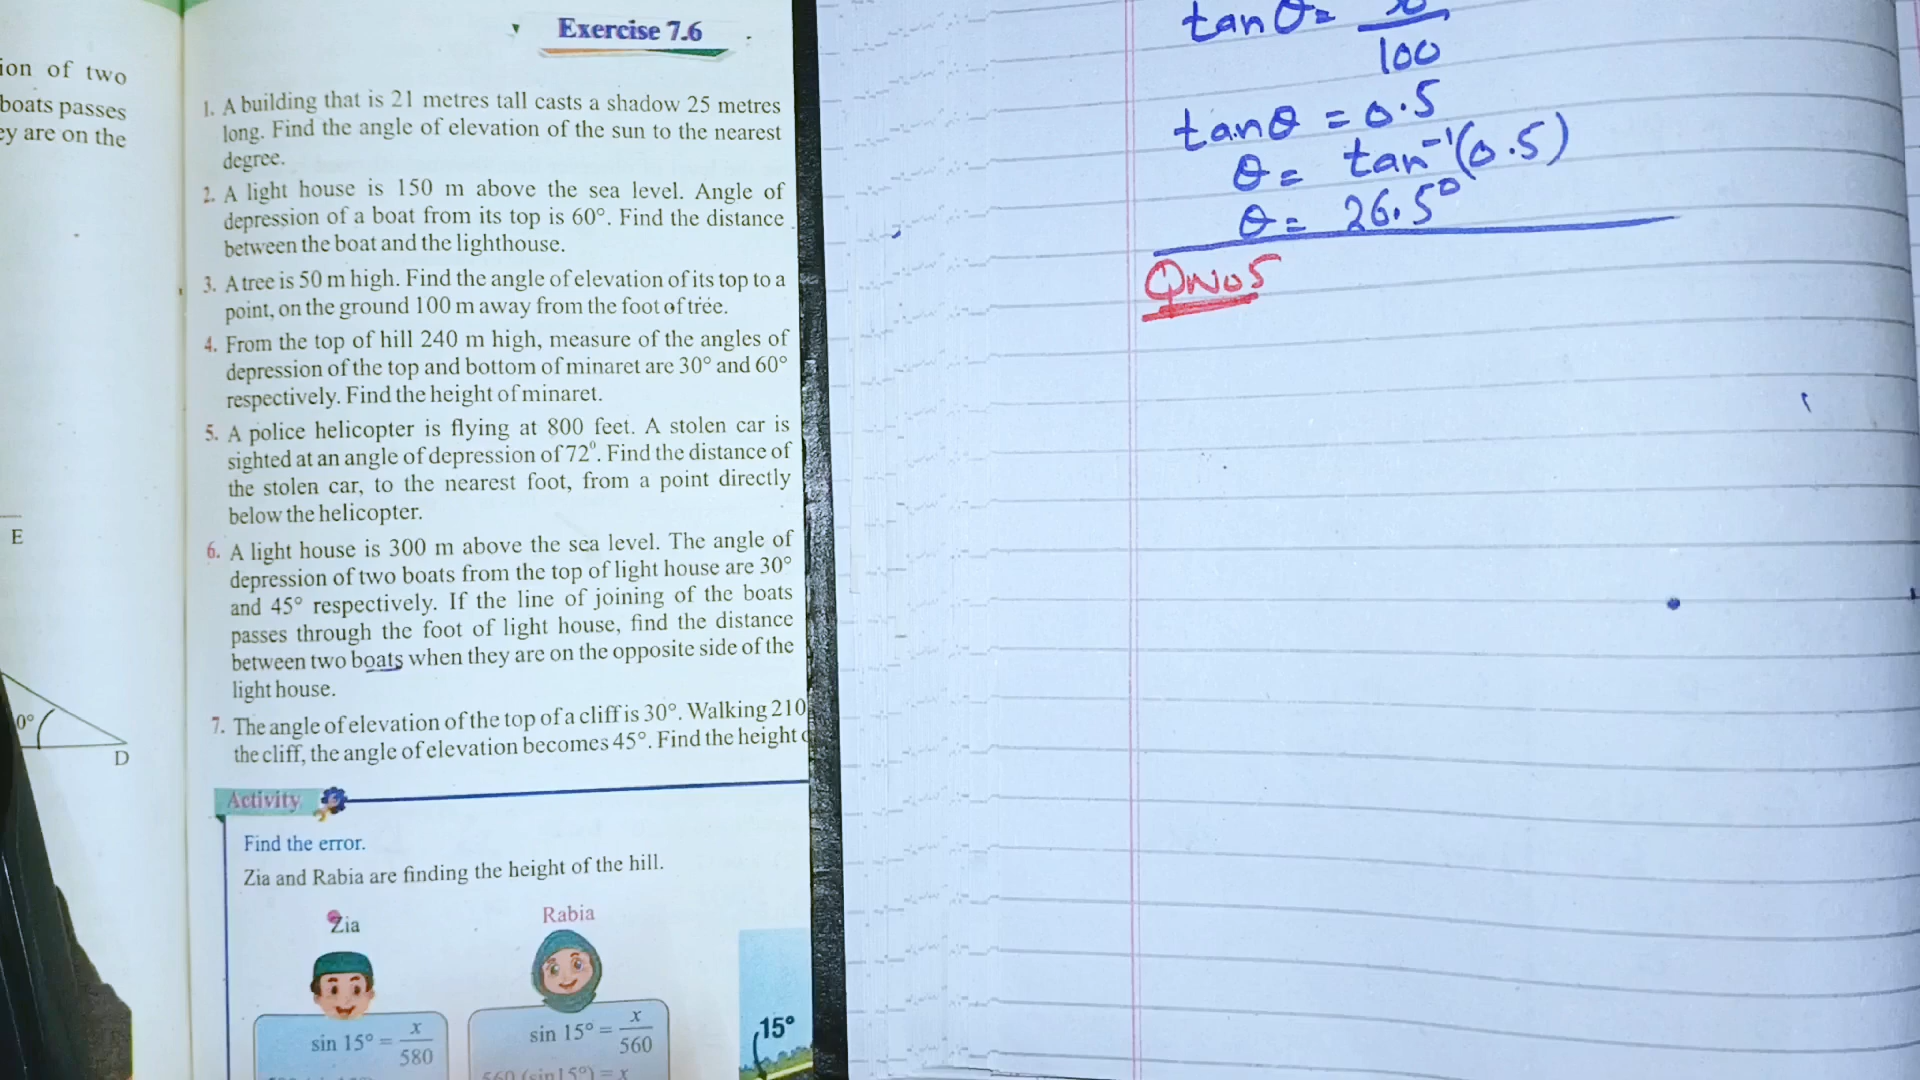 ion of two
boats passes
ey are on the
E
0°
D
Exercise 7.6
1. A building that is 21 metres tall casts a shadow 25 metres
long. Find the angle of elevation of the sun to the nearest
degree.
2. A light house is 150 m above the sea level. Angle of
depression of a boat from its top is 60°. Find the distance
between the boat and the lighthouse.
3. A tree is 50 m high. Find the angle of elevation of its top to a
point, on the ground 100 m away from the foot of tree.
4. From the top of hill 240 m high, measure of the angles of
depression of the top and bottom of minaret are 30° and 60°
respectively. Find the height of minaret.
5. A police helicopter is flying at 800 feet. A stolen car is
sighted at an angle of depression of 72⁰. Find the distance of
the stolen car, to the nearest foot, from a point directly
below the helicopter.
6. A light house is 300 m above the sea level. The angle of
depression of two boats from the top of light house are 30°
and 45° respectively. If the line of joining of the boats
passes through the foot of light house, find the distance
between two boats when they are on the opposite side of the
light house.
7. The angle of elevation of the top of a cliff is 30°. Walking 210
the cliff, the angle of elevation becomes 45°. Find the height
Activity
Find the error.
Zia and Rabia are finding the height of the hill.
Zia
Rabia
sin 15° = x/580
sin 15° = x/560
560 (sin15°) = x
15°
tanθ = /100
tanθ = 0.5
θ = tan⁻¹(0.5)
θ = 26.5°
QNo5